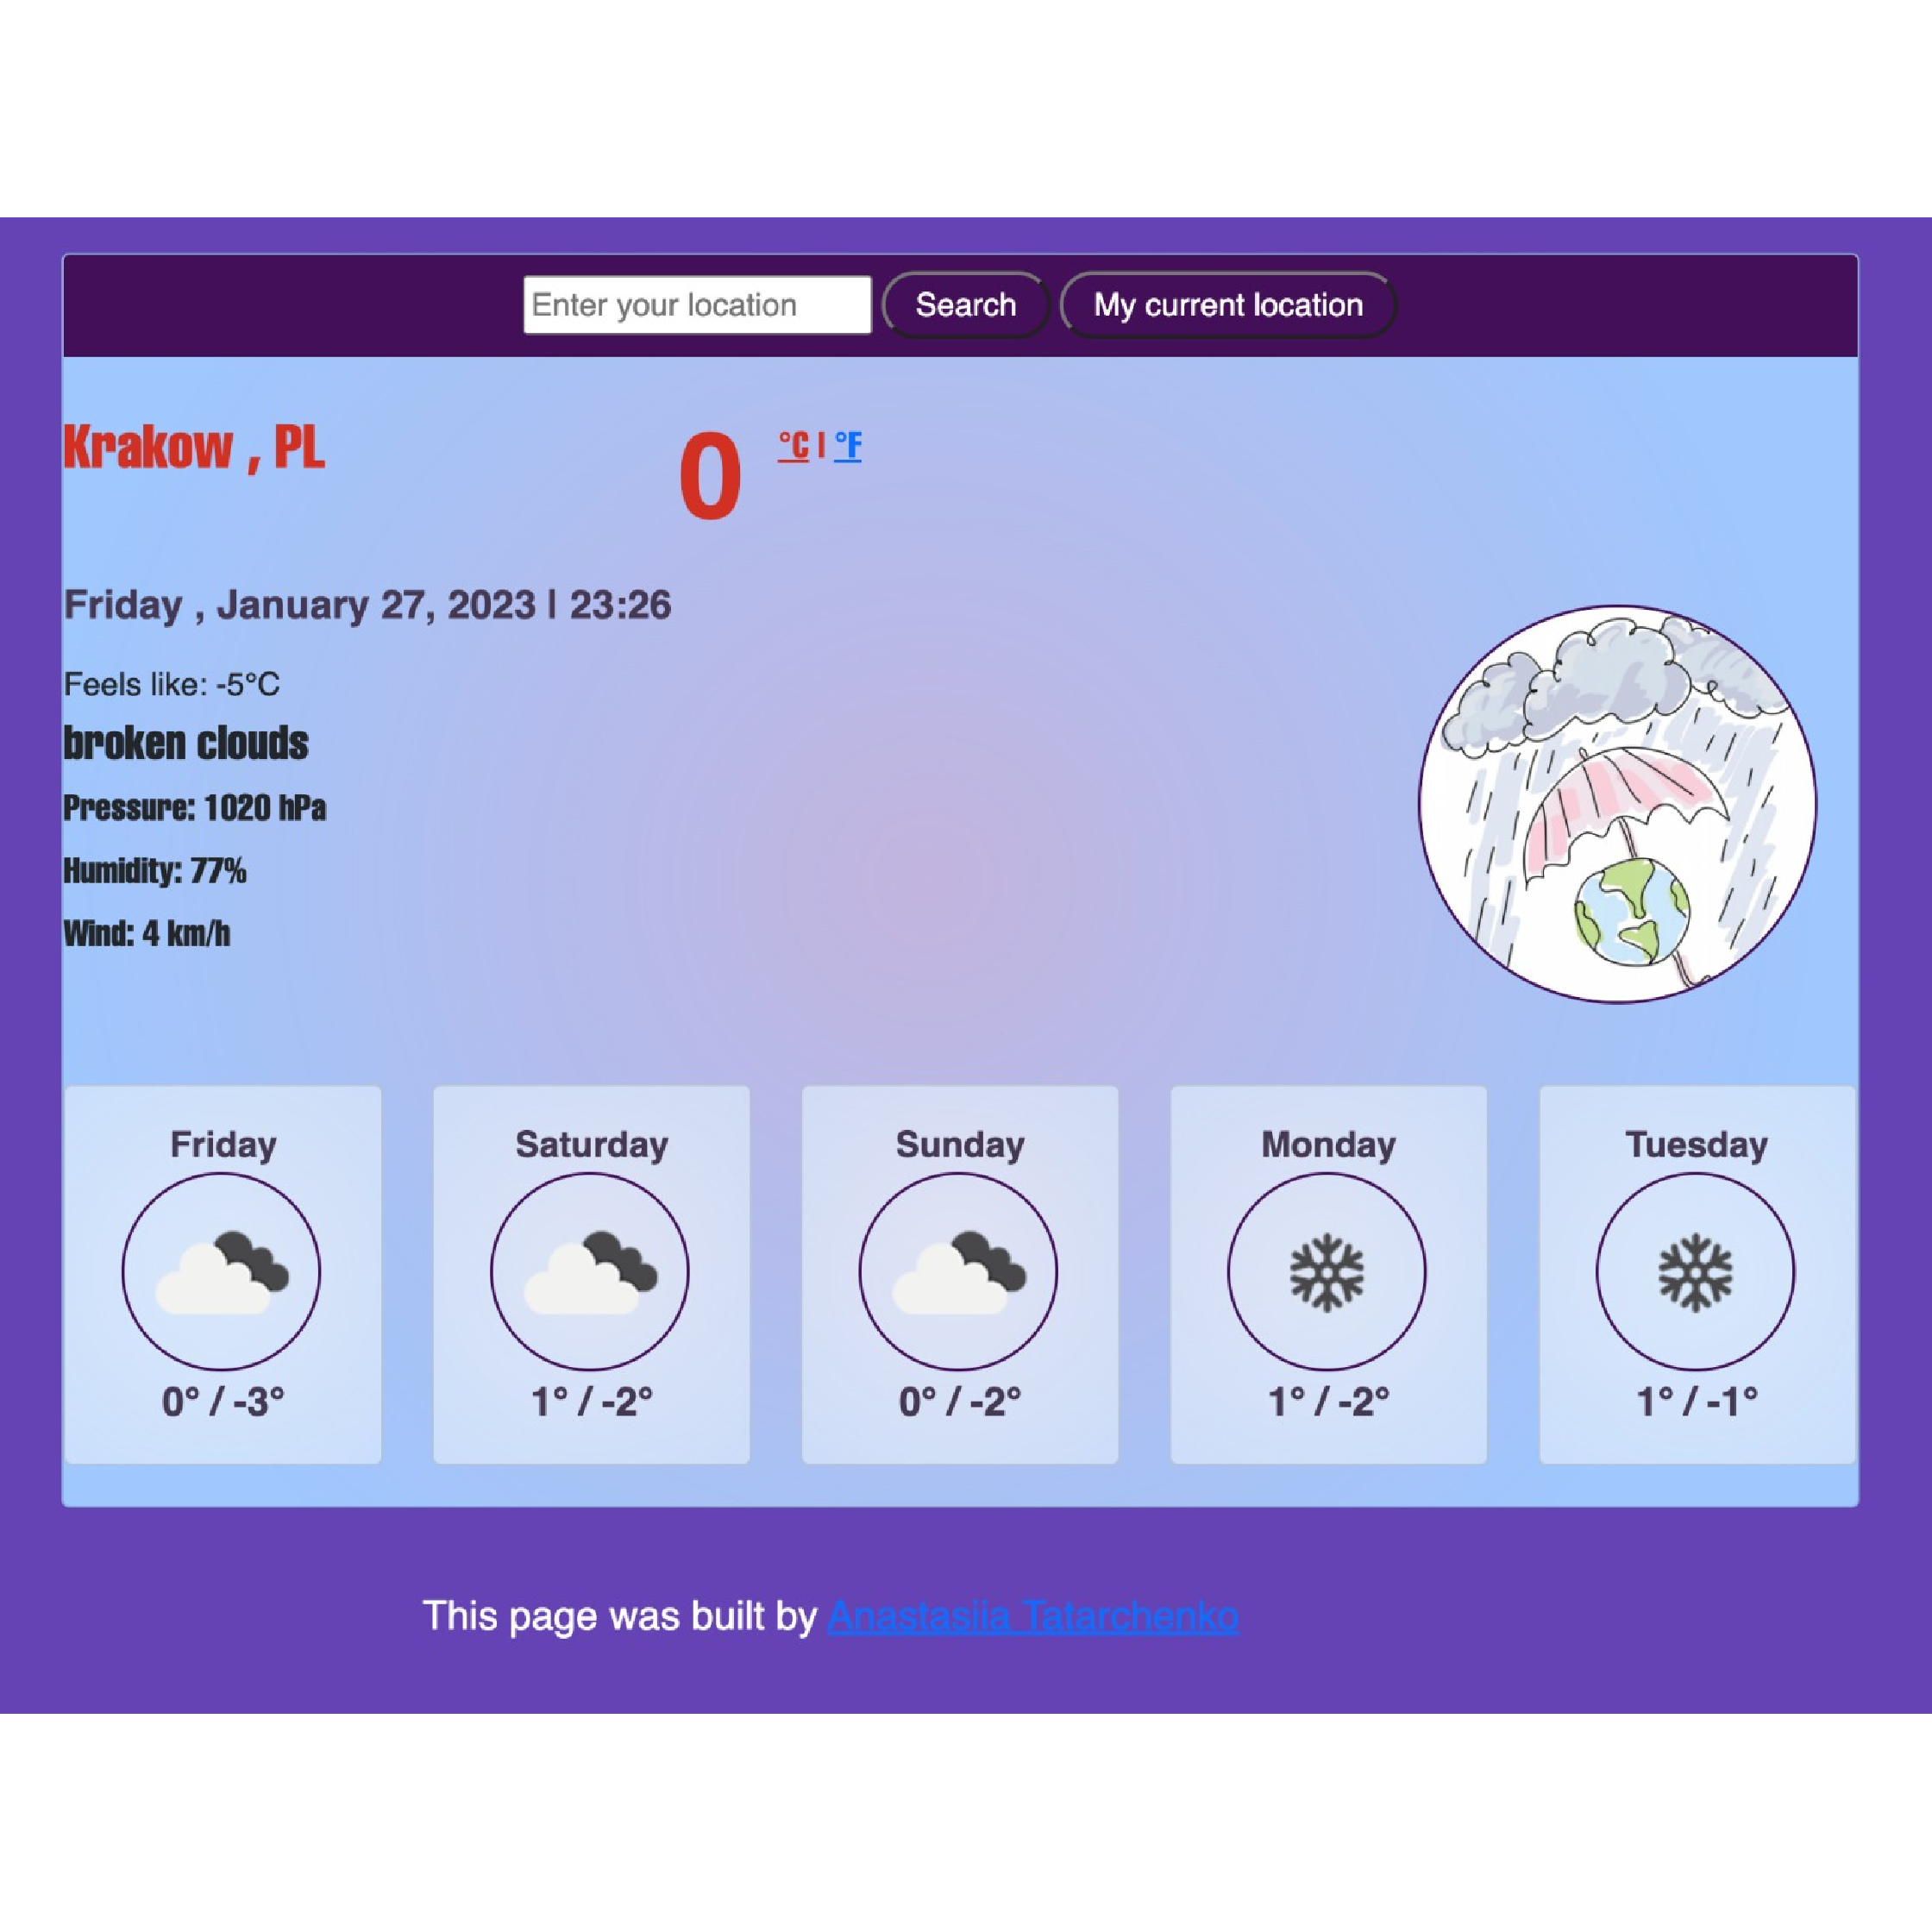 Enter your location Search My current location
Krakow , PL 0 °C | °F
Friday , January 27, 2023 | 23:26
Feels like: -5°C
broken clouds
Pressure: 1020 hPa
Humidity: 77%
Wind: 4 km/h
Friday Saturday Sunday Monday Tuesday
0° / -3° 1° / -2° 0° / -2° 1° / -2° 1° / -1°
This page was built by Anastasiia Tatarchenko